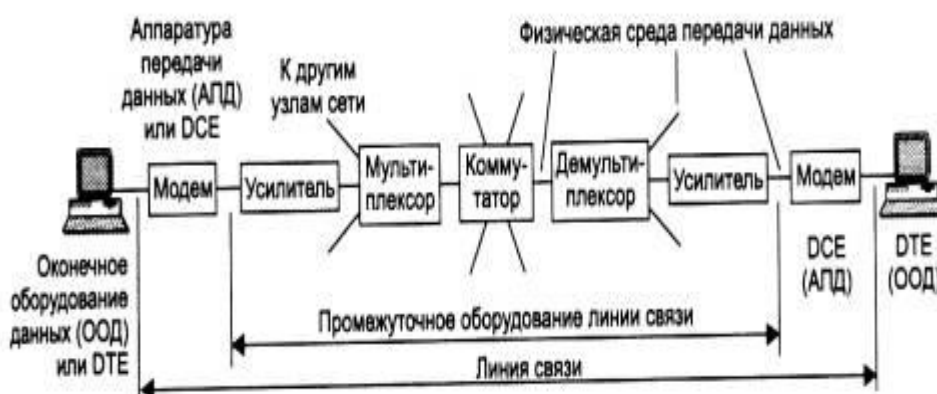 Аппаратура
передачи
данных (АПД)
или DCE
К другим
узлам сети
Физическая среда передачи данных
Модем
Усилитель
Мульти-
плексор
Комму-
татор
Демульти-
плексор
Усилитель
Модем
Оконечное
оборудование
данных (ООД)
или DTE
DCE
(АПД)
DTE
(ООД)
Промежуточное оборудование линии связи
Линия связи